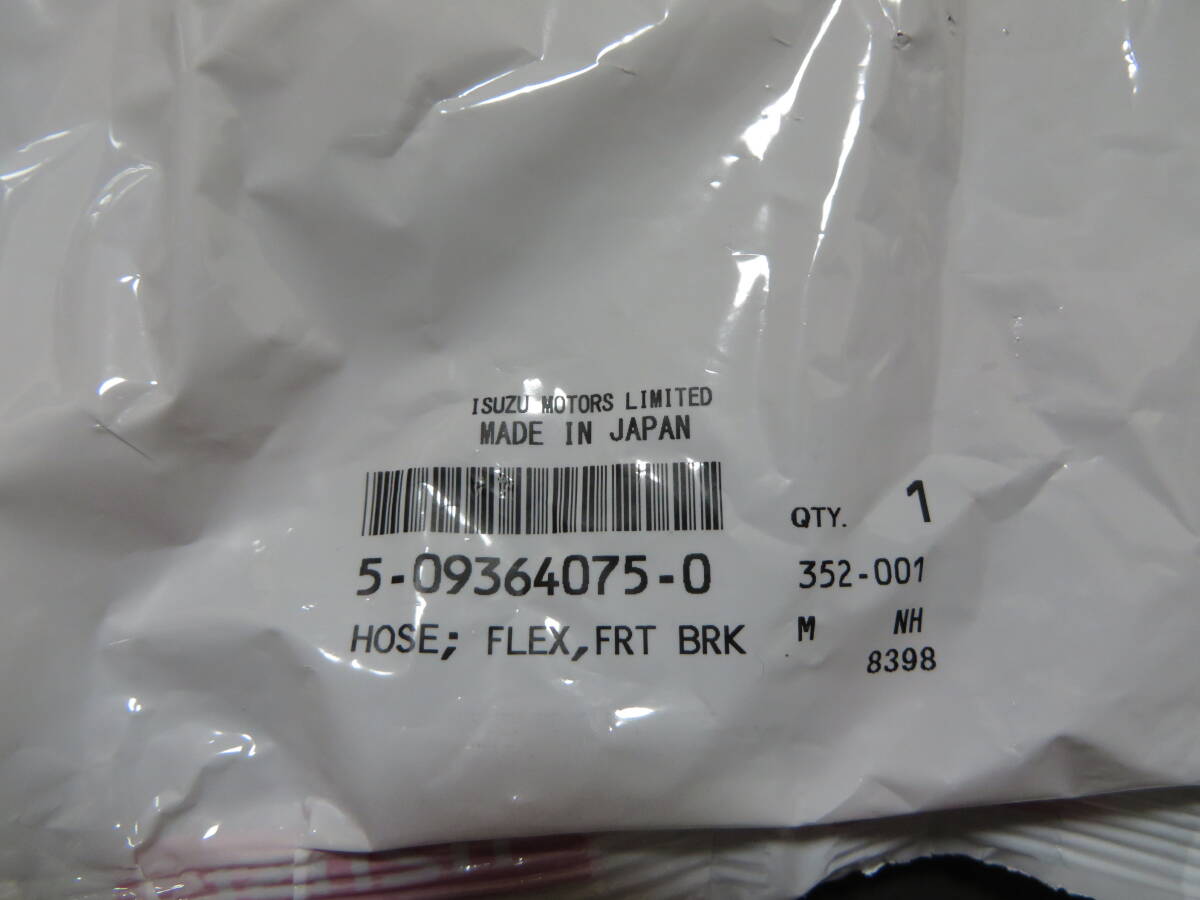 ISUZU MOTORS LIMITED
MADE IN JAPAN
QTY. 1
5-09364075-0
352-001
HOSE; FLEX,FRT BRK
M NH
8398